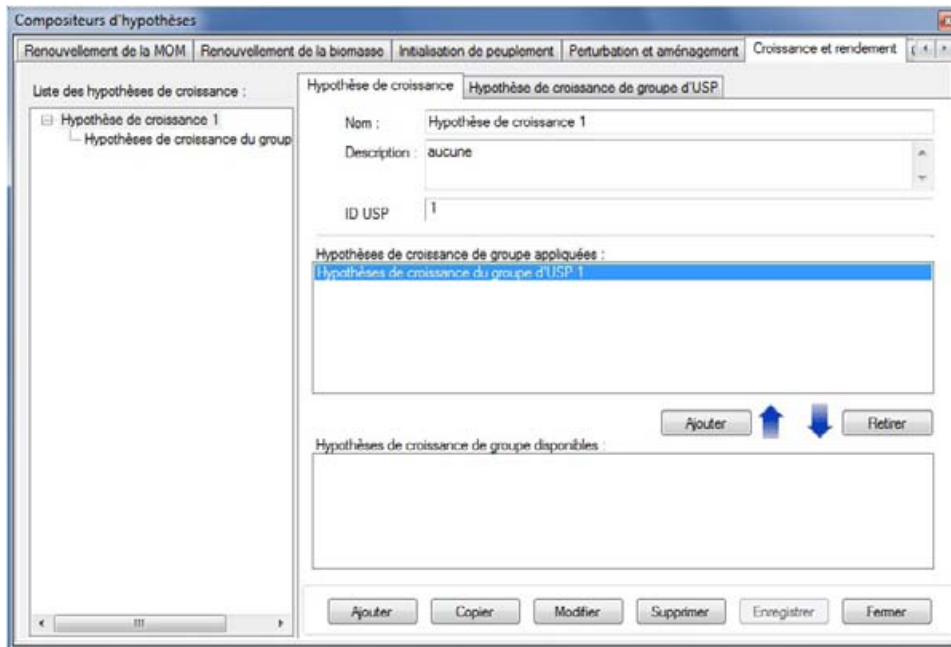 Compositeurs d'hypothèses
Renouvellement de la MOM Renouvellement de la biomasse Initialisation de peuplement Perturbation et aménagement Croissance et rendement
Liste des hypothèses de croissance :
Hypothèse de croissance 1
Hypothèses de croissance du group
Hypothèse de croissance Hypothèse de croissance de groupe d'USP
Nom : Hypothèse de croissance 1
Description : aucune
ID USP 1
Hypothèses de croissance de groupe appliquées :
Hypothèses de croissance du groupe d'USP 1
Ajouter Retirer
Hypothèses de croissance de groupe disponibles :
Ajouter Copier Modifier Supprimer Enregistrer Fermer